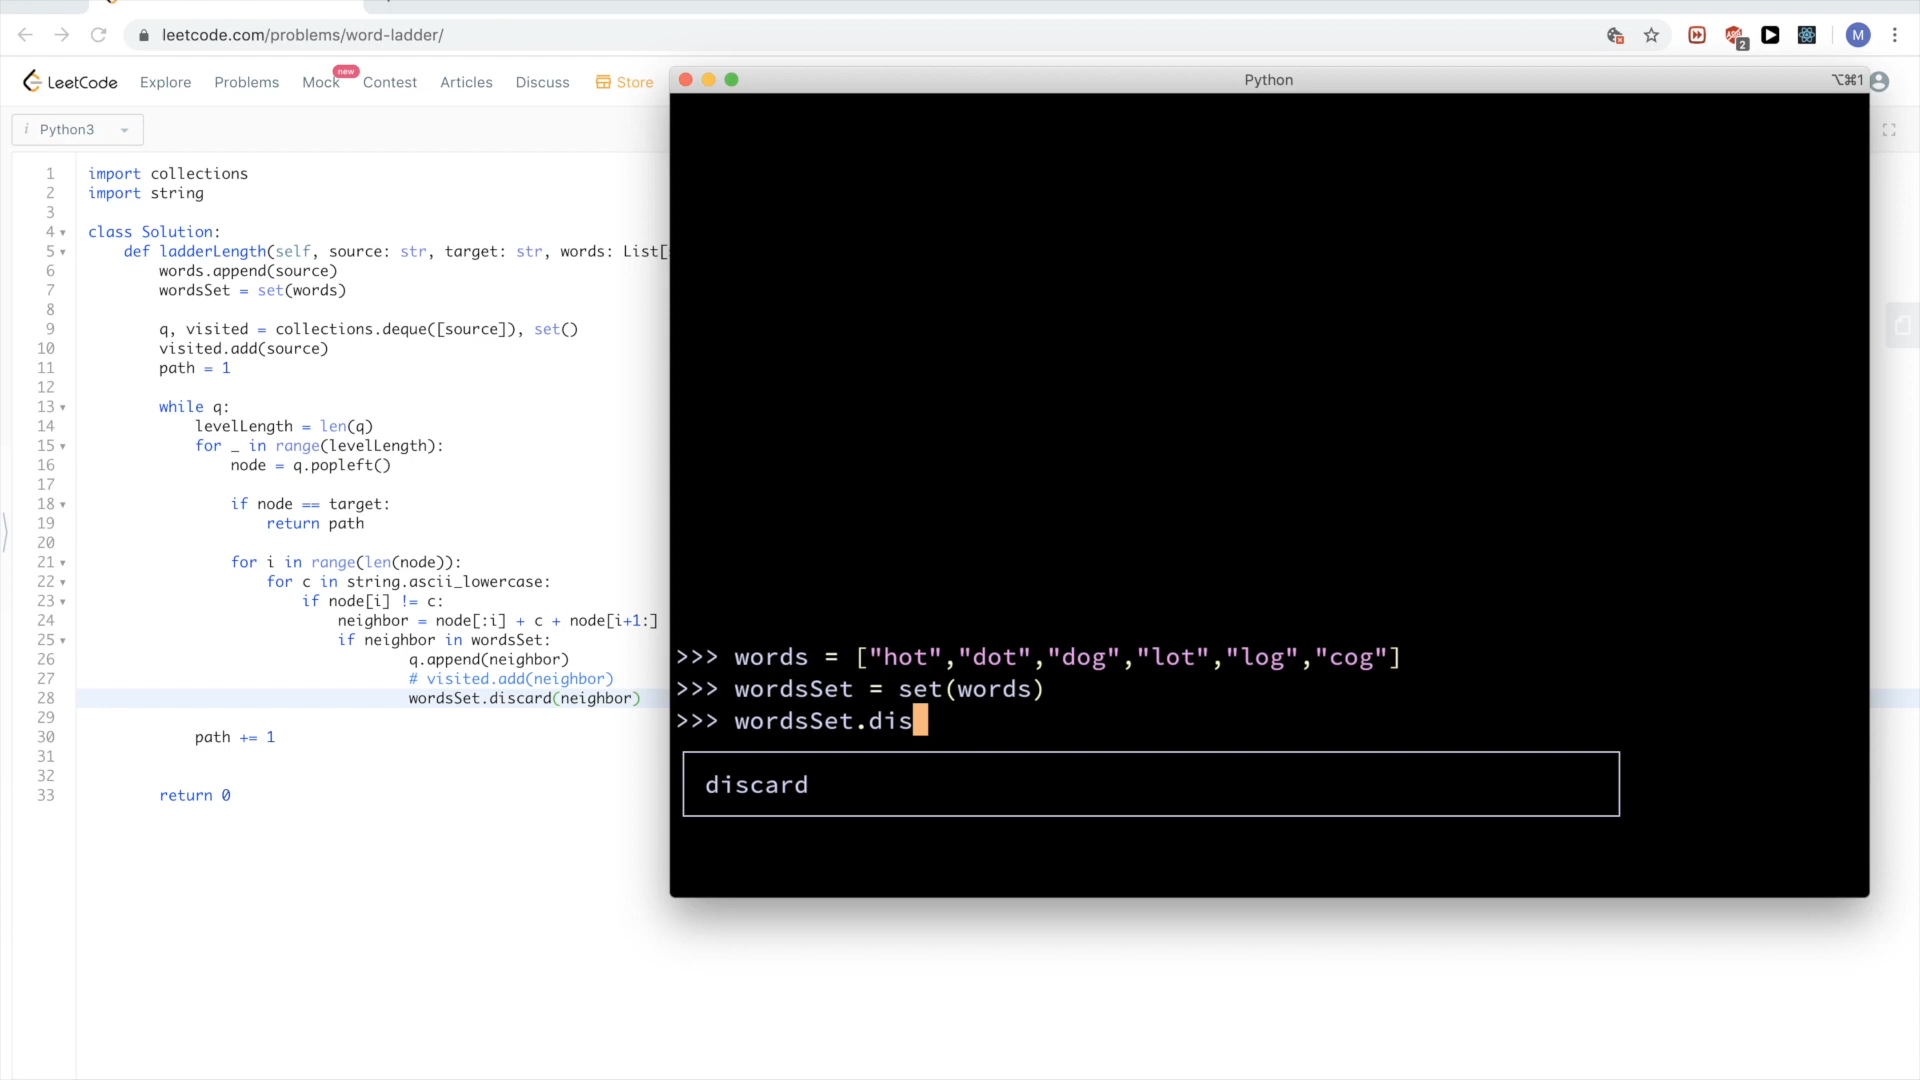 leetcode.com/problems/word-ladder/
2
M
LeetCode Explore Problems Mock new Contest Articles Discuss Store
Python ⌥⌘1
i Python3
1 import collections
2 import string
3
4 class Solution:
5 def ladderLength(self, source: str, target: str, words: List[
6 words.append(source)
7 wordsSet = set(words)
8
9 q, visited = collections.deque([source]), set()
10 visited.add(source)
11 path = 1
12
13 while q:
14 levelLength = len(q)
15 for _ in range(levelLength):
16 node = q.popleft()
17
18 if node == target:
19 return path
20
21 for i in range(len(node)):
22 for c in string.ascii_lowercase:
23 if node[i] != c:
24 neighbor = node[:i] + c + node[i+1:]
25 if neighbor in wordsSet:
26 q.append(neighbor)
27 # visited.add(neighbor)
28 wordsSet.discard(neighbor)
29
30 path += 1
31
32
33 return 0
>>> words = ["hot","dot","dog","lot","log","cog"]
>>> wordsSet = set(words)
>>> wordsSet.dis
discard